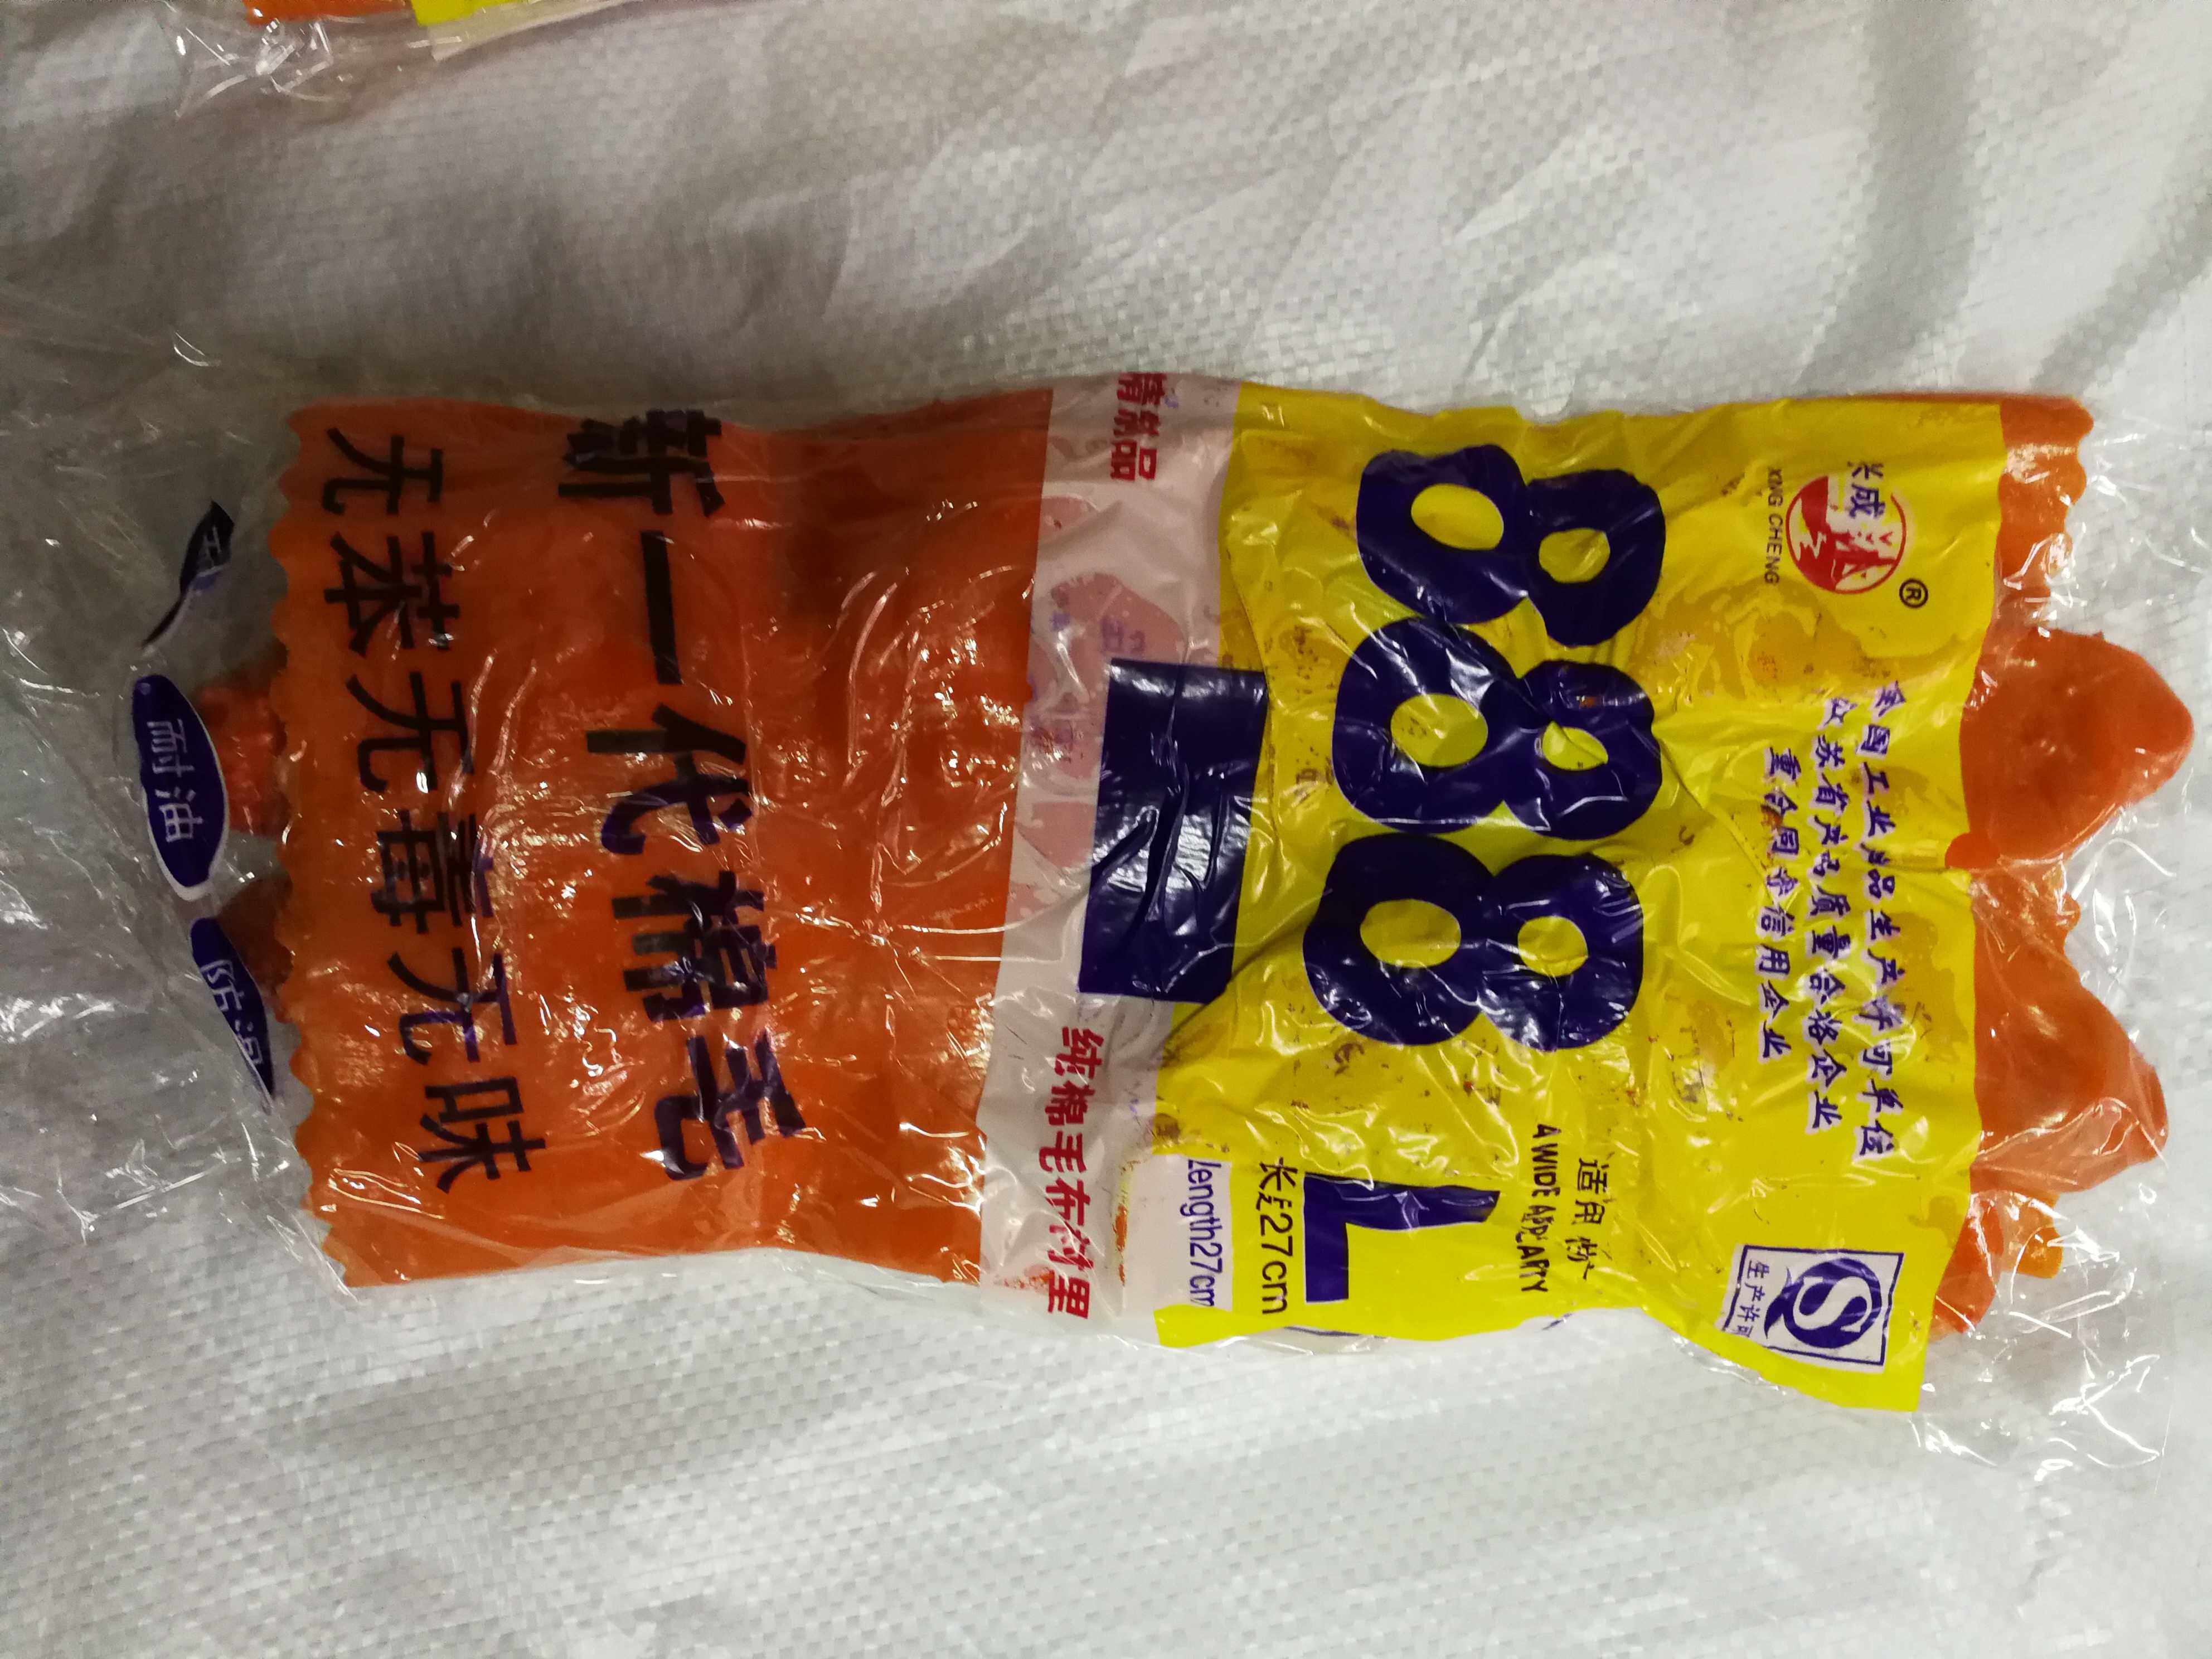 兴成
XING CHENG
®
全国工业产品生产许可单位
江苏省产品质量合格企业
重合同守信用企业
S
生产许可
888
适用
A WIDE
L
长27cm
Length27cm
精品
纯棉毛布衬里
新一代棉毛
无苯无毒无味
耐油